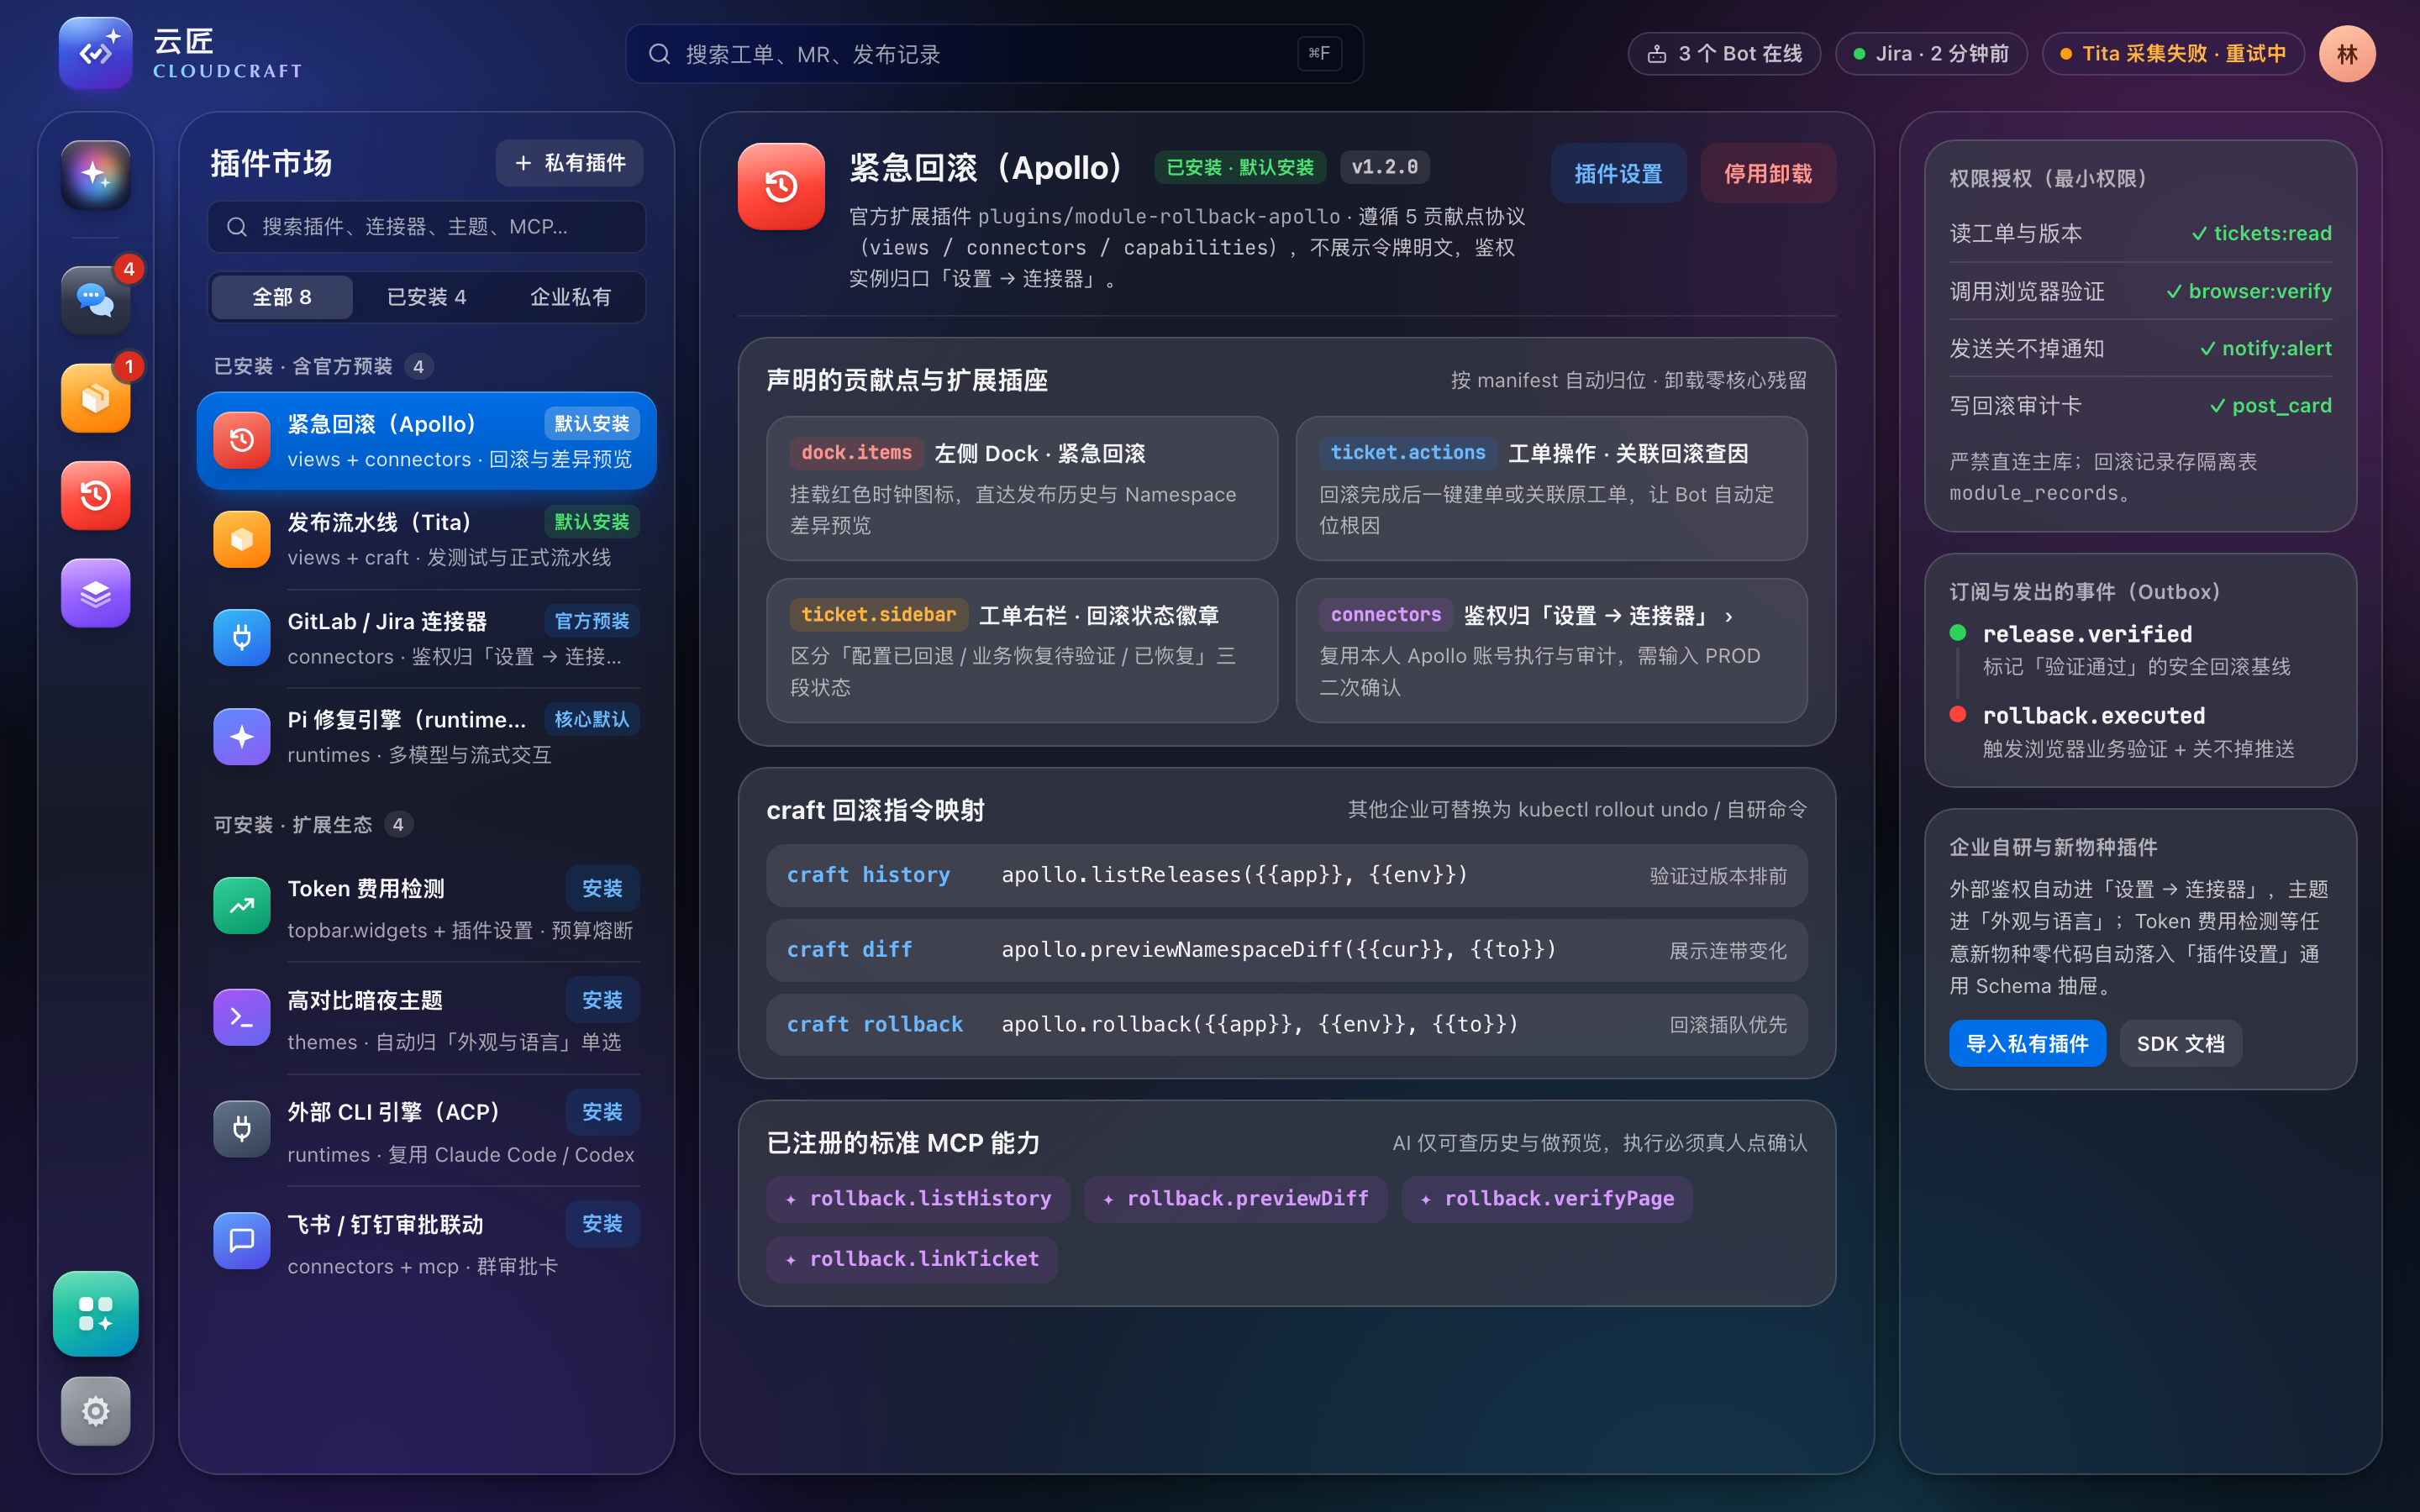 云匠
CLOUDCRAFT
搜索工单、MR、发布记录
⌘F
3 个 Bot 在线
Jira · 2 分钟前
Tita 采集失败 · 重试中
林
4
1
插件市场
+ 私有插件
搜索插件、连接器、主题、MCP...
全部 8
已安装 4
企业私有
已安装 · 含官方预装 4
紧急回滚（Apollo）
默认安装
views + connectors · 回滚与差异预览
发布流水线（Tita）
默认安装
views + craft · 发测试与正式流水线
GitLab / Jira 连接器
官方预装
connectors · 鉴权归「设置 → 连接...
Pi 修复引擎（runtime...
核心默认
runtimes · 多模型与流式交互
可安装 · 扩展生态 4
Token 费用检测
安装
topbar.widgets + 插件设置 · 预算熔断
高对比暗夜主题
安装
themes · 自动归「外观与语言」单选
外部 CLI 引擎（ACP）
安装
runtimes · 复用 Claude Code / Codex
飞书 / 钉钉审批联动
安装
connectors + mcp · 群审批卡
紧急回滚（Apollo）
已安装 · 默认安装
v1.2.0
插件设置
停用卸载
官方扩展插件 plugins/module-rollback-apollo · 遵循 5 贡献点协议
（views / connectors / capabilities），不展示令牌明文，鉴权
实例归口「设置 → 连接器」。
声明的贡献点与扩展插座
按 manifest 自动归位 · 卸载零核心残留
dock.items 左侧 Dock · 紧急回滚
挂载红色时钟图标，直达发布历史与 Namespace
差异预览
ticket.actions 工单操作 · 关联回滚查因
回滚完成后一键建单或关联原工单，让 Bot 自动定
位根因
ticket.sidebar 工单右栏 · 回滚状态徽章
区分「配置已回退 / 业务恢复待验证 / 已恢复」三
段状态
connectors 鉴权归「设置 → 连接器」 ›
复用本人 Apollo 账号执行与审计，需输入 PROD
二次确认
craft 回滚指令映射
其他企业可替换为 kubectl rollout undo / 自研命令
craft history apollo.listReleases({{app}}, {{env}}) 验证过版本排前
craft diff apollo.previewNamespaceDiff({{cur}}, {{to}}) 展示连带变化
craft rollback apollo.rollback({{app}}, {{env}}, {{to}}) 回滚插队优先
已注册的标准 MCP 能力
AI 仅可查历史与做预览，执行必须真人点确认
✦ rollback.listHistory
✦ rollback.previewDiff
✦ rollback.verifyPage
✦ rollback.linkTicket
权限授权（最小权限）
读工单与版本 ✓ tickets:read
调用浏览器验证 ✓ browser:verify
发送关不掉通知 ✓ notify:alert
写回滚审计卡 ✓ post_card
严禁直连主库；回滚记录存隔离表
module_records。
订阅与发出的事件（Outbox）
release.verified
标记「验证通过」的安全回滚基线
rollback.executed
触发浏览器业务验证 + 关不掉推送
企业自研与新物种插件
外部鉴权自动进「设置 → 连接器」，主题
进「外观与语言」；Token 费用检测等任
意新物种零代码自动落入「插件设置」通
用 Schema 抽屉。
导入私有插件
SDK 文档